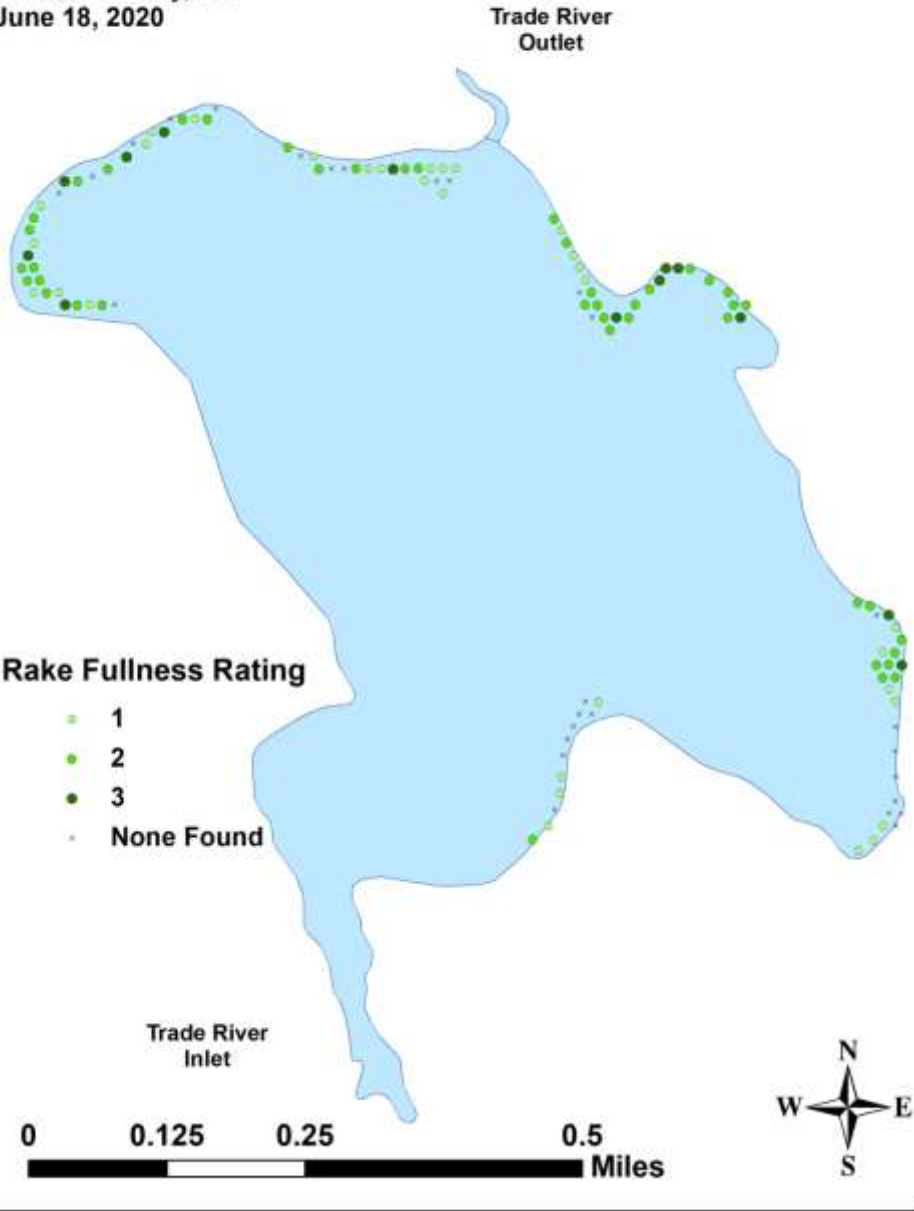 June 18, 2020
Trade River
Outlet
Rake Fullness Rating
1
2
3
None Found
Trade River
Inlet
N
W E
S
0 0.125 0.25 0.5
Miles